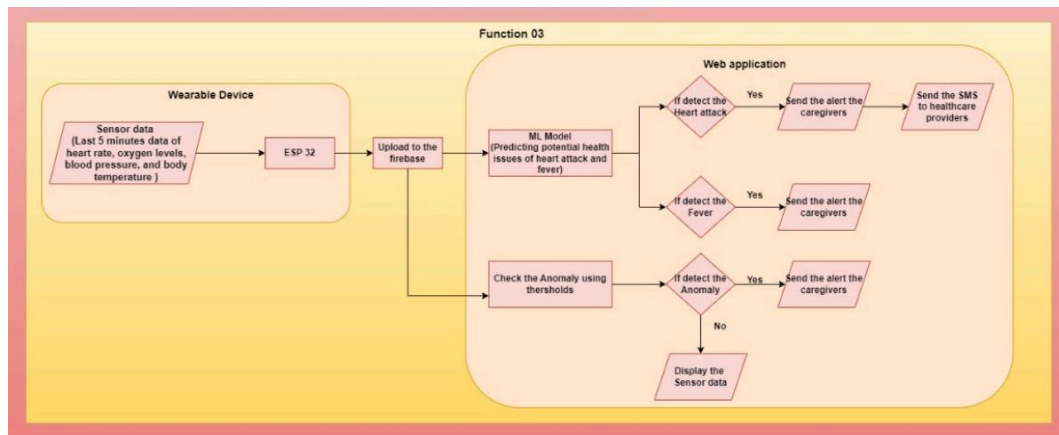 Function 03
Wearable Device
Sensor data
(Last 5 minutes data of
heart rate, oxygen levels,
blood pressure, and body
temperature )
ESP 32
Upload to the
firebase
Web application
ML Model
(Predicting potential health
issues of heart attack and
fever)
If detect the
Heart attack
Yes
Send the alert the
caregivers
Send the SMS
to healthcare
providers
If detect the
Fever
Yes
Send the alert the
caregivers
Check the Anomaly using
thersholds
If detect the
Anomaly
Yes
Send the alert the
caregivers
No
Display the
Sensor data